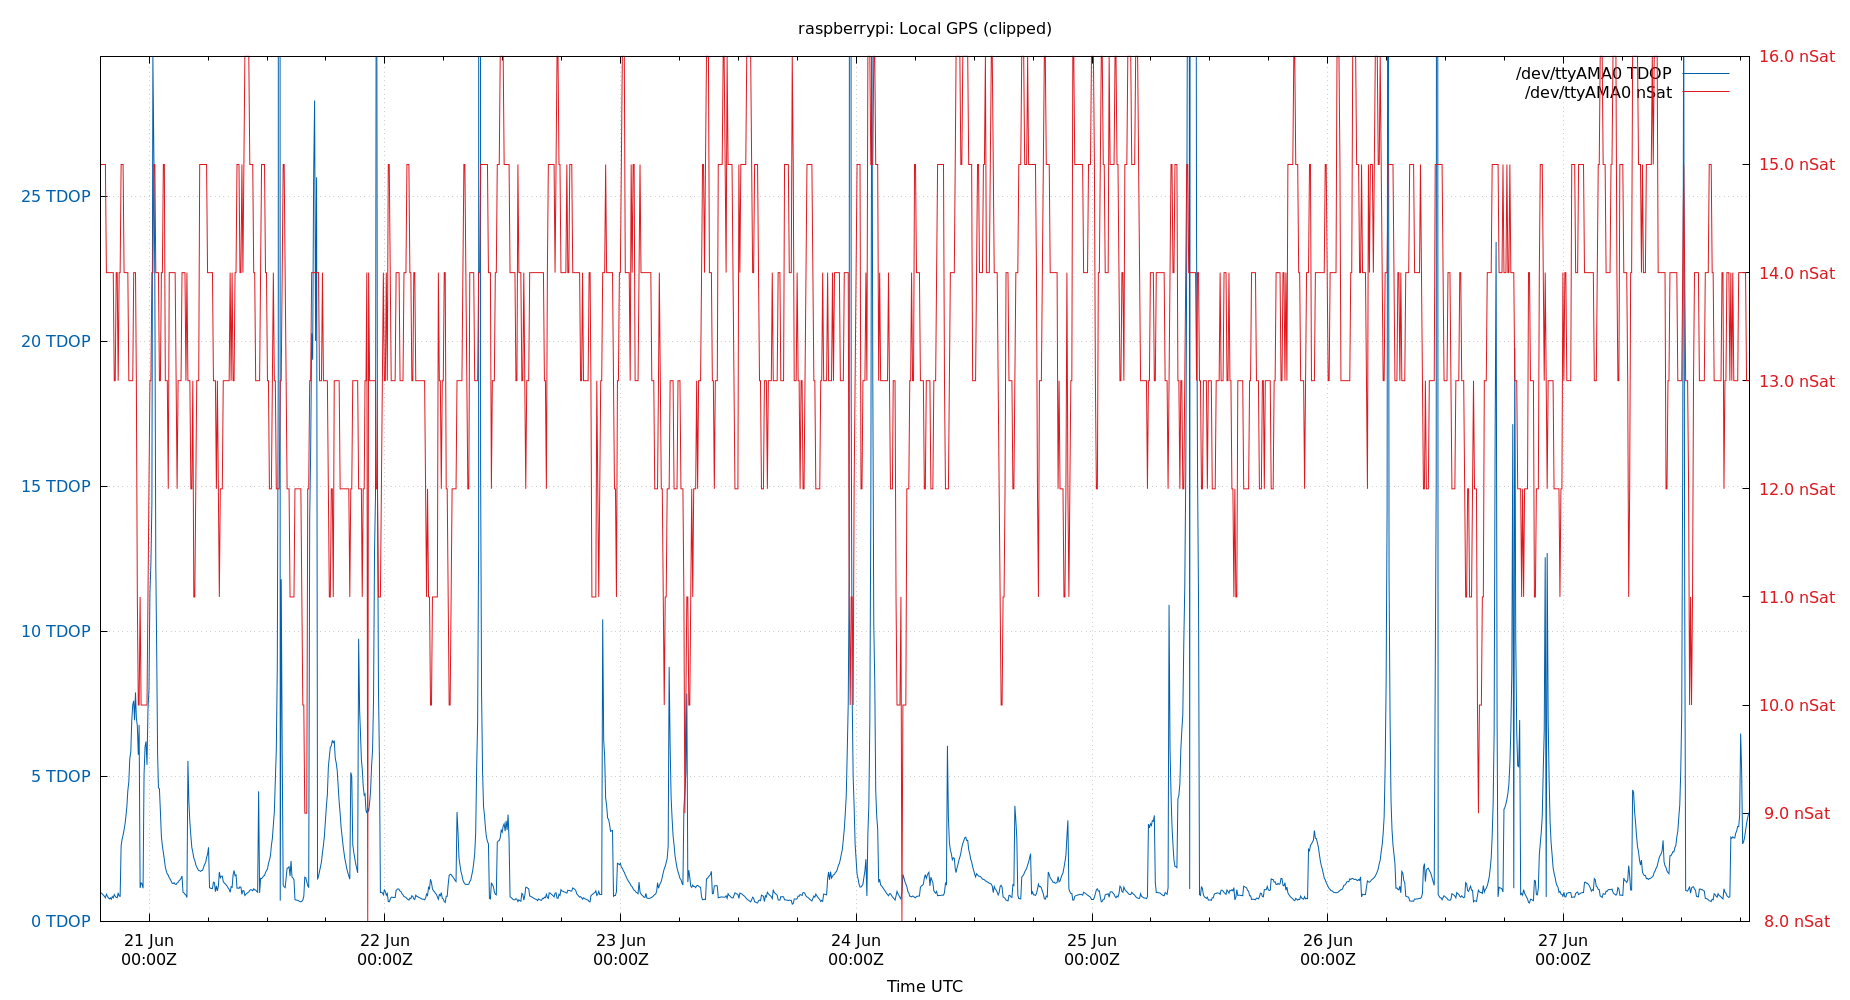 raspberrypi: Local GPS (clipped)
16.0 nSat
/dev/ttyAMA0 TDOP
/dev/ttyAMA0 nSat
15.0 nSat
25 TDOP
14.0 nSat
20 TDOP
13.0 nSat
15 TDOP
12.0 nSat
11.0 nSat
10 TDOP
10.0 nSat
5 TDOP
9.0 nSat
0 TDOP
8.0 nSat
21 Jun 22 Jun 23 Jun 24 Jun 25 Jun 26 Jun 27 Jun
00:00Z 00:00Z 00:00Z 00:00Z 00:00Z 00:00Z 00:00Z
Time UTC